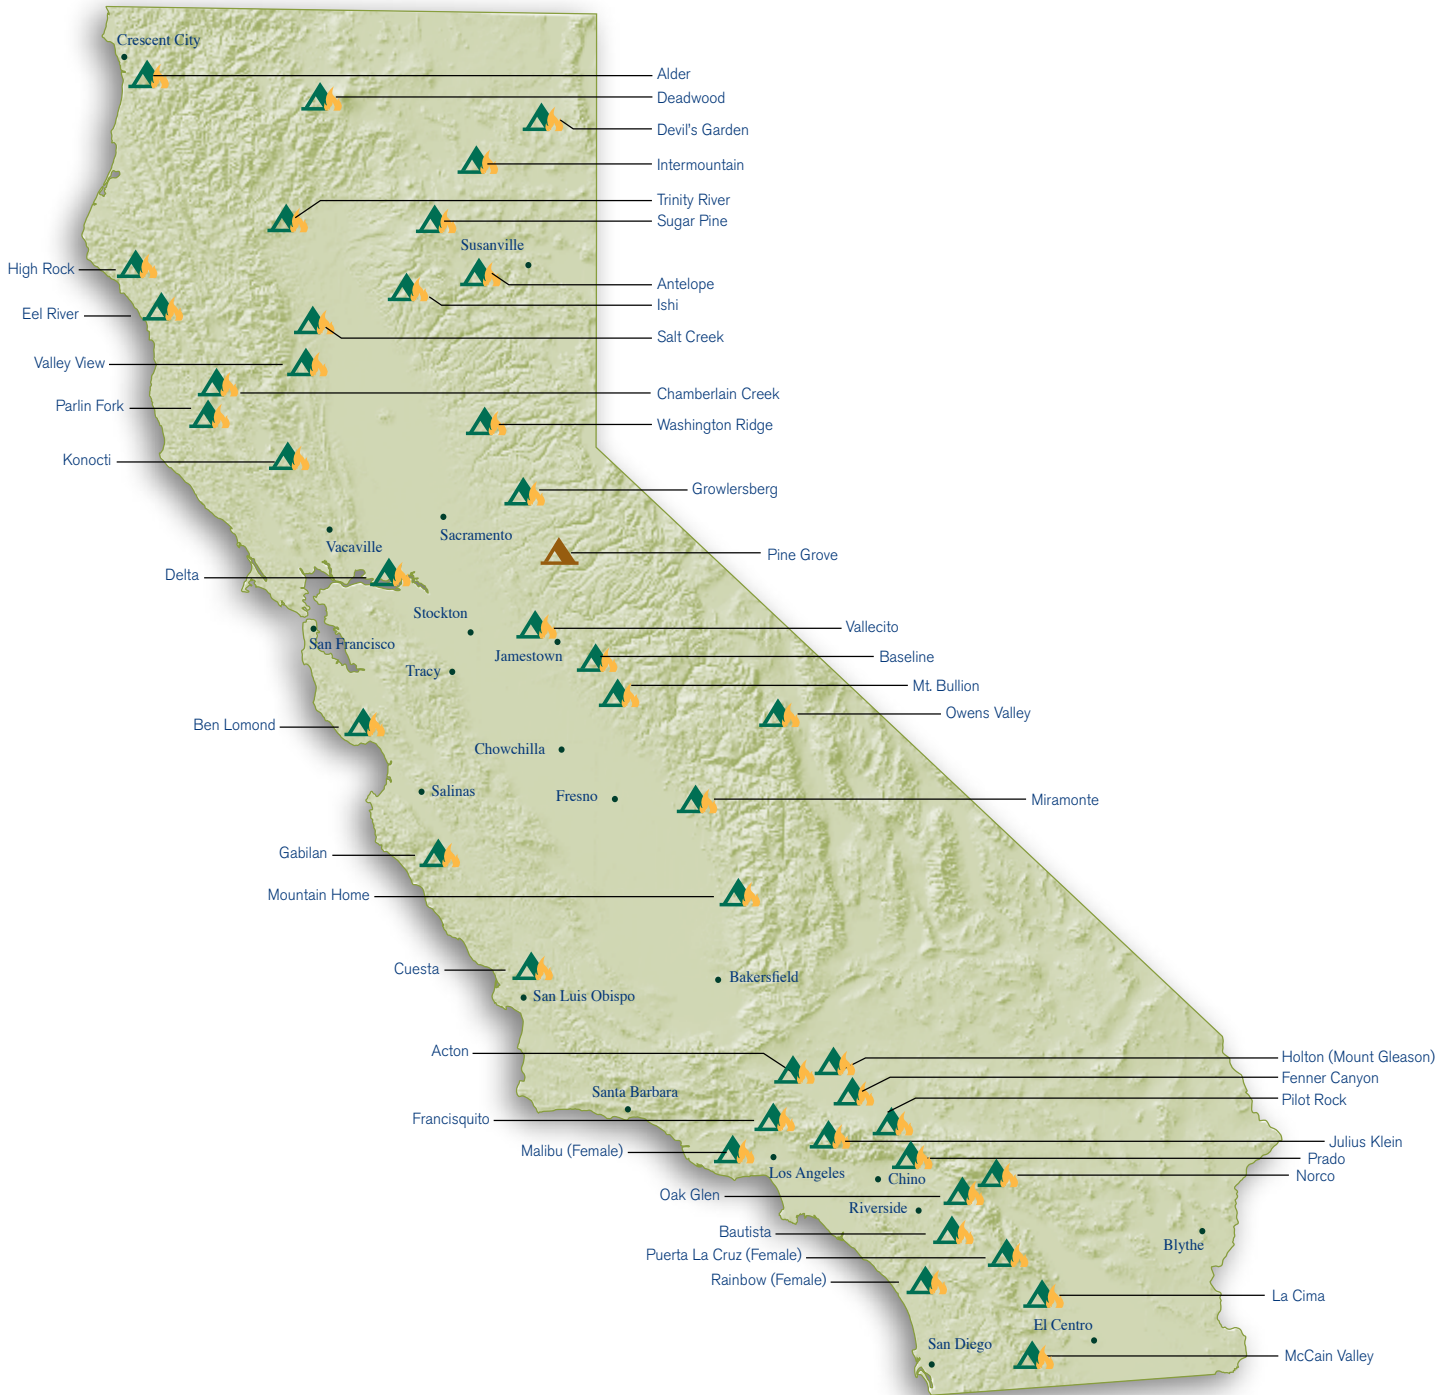 Crescent City
Alder
Deadwood
Devil's Garden
Intermountain
Trinity River
Sugar Pine
Susanville
High Rock
Antelope
Ishi
Eel River
Salt Creek
Valley View
Chamberlain Creek
Parlin Fork
Washington Ridge
Konocti
Growlersberg
Sacramento
Vacaville
Pine Grove
Delta
Stockton
Vallecito
San Francisco
Jamestown
Baseline
Tracy
Mt. Bullion
Owens Valley
Ben Lomond
Chowchilla
Salinas
Fresno
Miramonte
Gabilan
Mountain Home
Cuesta
Bakersfield
San Luis Obispo
Acton
Holton (Mount Gleason)
Fenner Canyon
Santa Barbara
Pilot Rock
Francisquito
Julius Klein
Malibu (Female)
Prado
Los Angeles
Norco
Chino
Oak Glen
Riverside
Bautista
Blythe
Puerta La Cruz (Female)
Rainbow (Female)
La Cima
El Centro
San Diego
McCain Valley